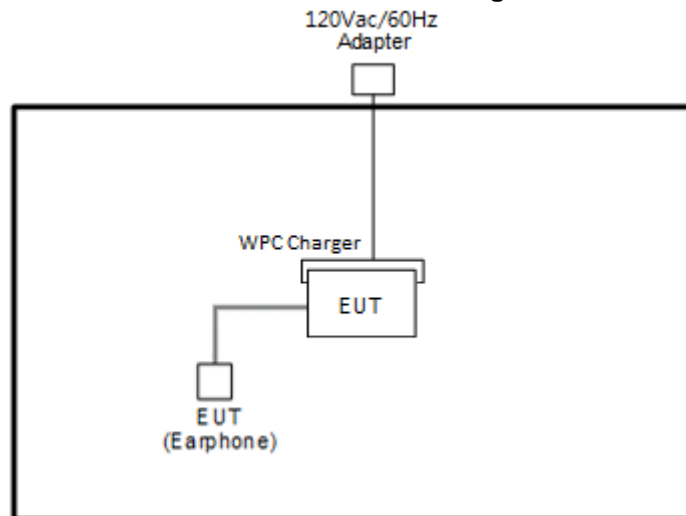 120Vac/60Hz
Adapter
WPC Charger
EUT
EUT
(Earphone)